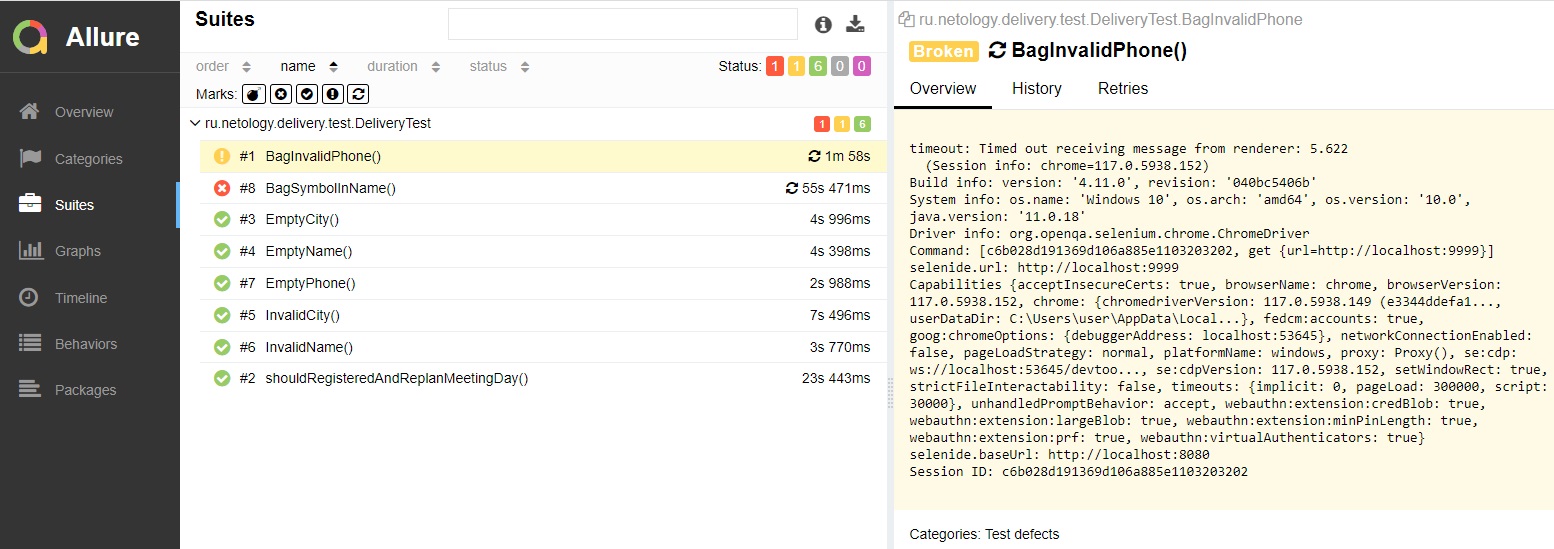 Allure
Overview
Categories
Suites
Graphs
Timeline
Behaviors
Packages
Suites
order name duration status Status: 1 1 6 0 0
Marks:
ru.netology.delivery.test.DeliveryTest 1 1 6
#1 BagInvalidPhone() 1m 58s
#8 BagSymbolInName() 55s 471ms
#3 EmptyCity() 4s 996ms
#4 EmptyName() 4s 398ms
#7 EmptyPhone() 2s 988ms
#5 InvalidCity() 7s 496ms
#6 InvalidName() 3s 770ms
#2 shouldRegisteredAndReplanMeetingDay() 23s 443ms
ru.netology.delivery.test.DeliveryTest.BagInvalidPhone
Broken BagInvalidPhone()
Overview History Retries
timeout: Timed out receiving message from renderer: 5.622
(Session info: chrome=117.0.5938.152)
Build info: version: '4.11.0', revision: '040bc5406b'
System info: os.name: 'Windows 10', os.arch: 'amd64', os.version: '10.0',
java.version: '11.0.18'
Driver info: org.openqa.selenium.chrome.ChromeDriver
Command: [c6b028d191369d106a885e1103203202, get {url=http://localhost:9999}]
selenide.url: http://localhost:9999
Capabilities {acceptInsecureCerts: true, browserName: chrome, browserVersion:
117.0.5938.152, chrome: {chromedriverVersion: 117.0.5938.149 (e3344ddefa1...,
userDataDir: C:\Users\user\AppData\Local...}, fedcm:accounts: true,
goog:chromeOptions: {debuggerAddress: localhost:53645}, networkConnectionEnabled:
false, pageLoadStrategy: normal, platformName: windows, proxy: Proxy(), se:cdp:
ws://localhost:53645/devtoo..., se:cdpVersion: 117.0.5938.152, setWindowRect: true,
strictFileInteractability: false, timeouts: {implicit: 0, pageLoad: 300000, script:
30000}, unhandledPromptBehavior: accept, webauthn:extension:credBlob: true,
webauthn:extension:largeBlob: true, webauthn:extension:minPinLength: true,
webauthn:extension:prf: true, webauthn:virtualAuthenticators: true}
selenide.baseUrl: http://localhost:8080
Session ID: c6b028d191369d106a885e1103203202
Categories: Test defects